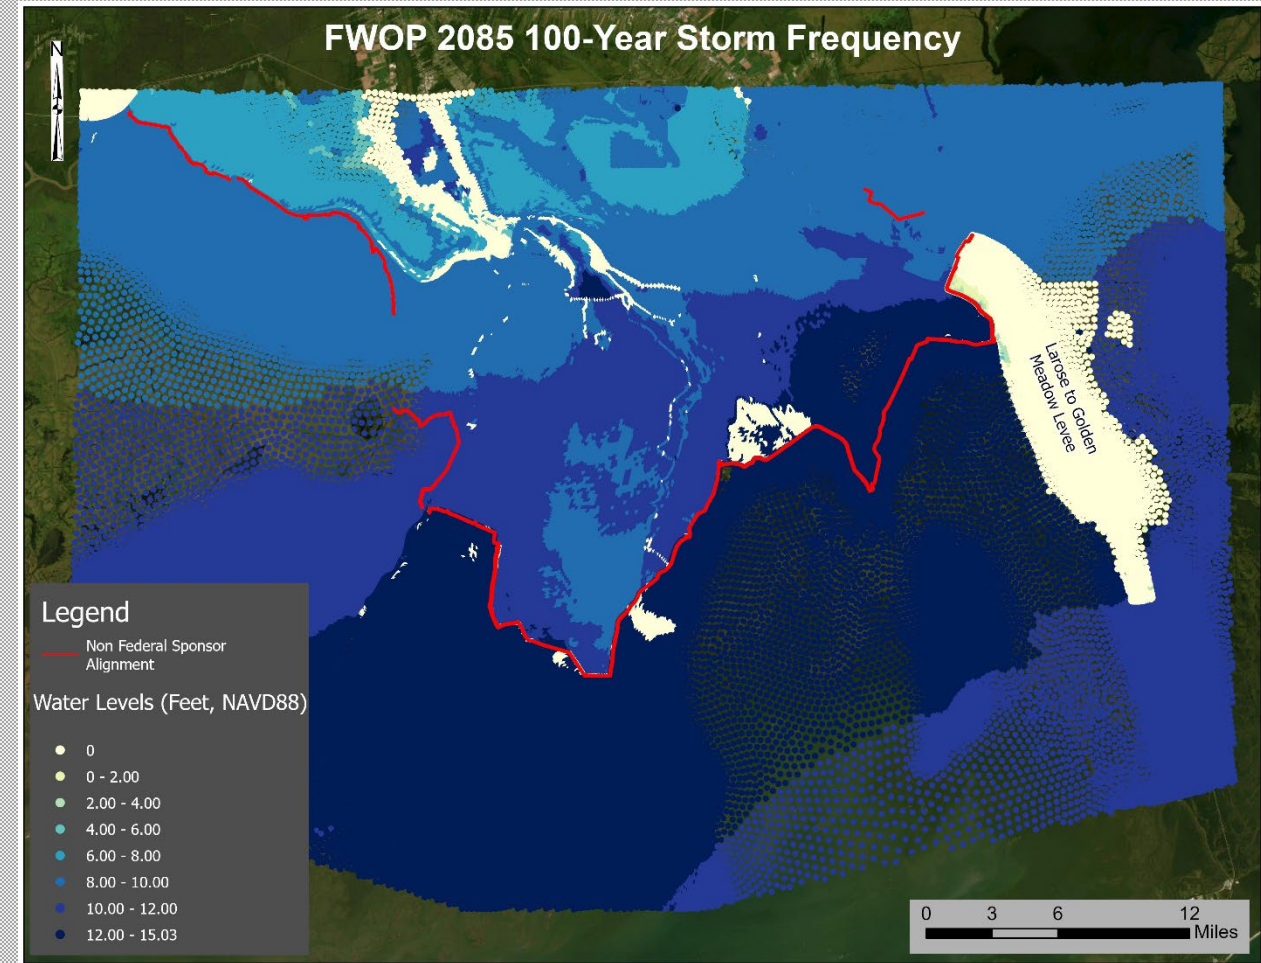 FWOP 2085 100-Year Storm Frequency
N
Larose to Golden
Meadow Levee
Legend
Non Federal Sponsor
Alignment
Water Levels (Feet, NAVD88)
0
0 - 2.00
2.00 - 4.00
4.00 - 6.00
6.00 - 8.00
8.00 - 10.00
10.00 - 12.00
12.00 - 15.03
0 3 6 12
Miles